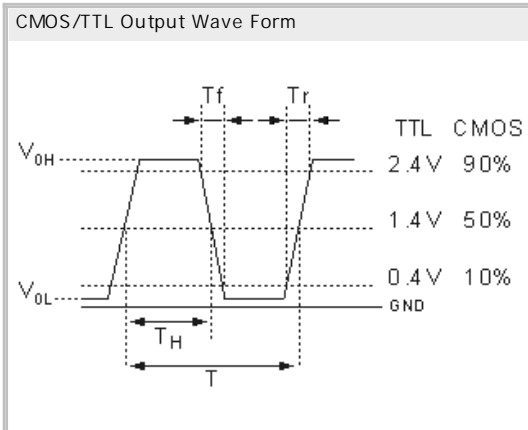 CMOS/TTL Output Wave Form
Tf Tr
TTL CMOS
V0H
2.4V 90%
1.4V 50%
0.4V 10%
V0L
GND
TH
T